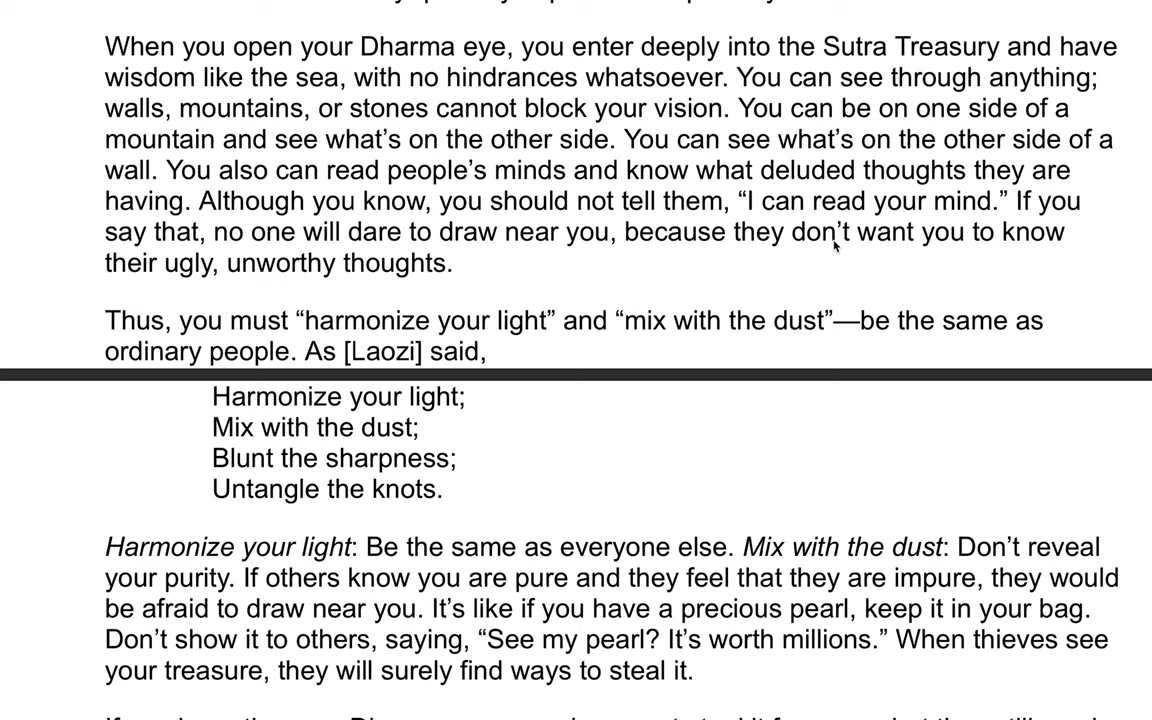 When you open your Dharma eye, you enter deeply into the Sutra Treasury and have
wisdom like the sea, with no hindrances whatsoever. You can see through anything;
walls, mountains, or stones cannot block your vision. You can be on one side of a
mountain and see what’s on the other side. You can see what’s on the other side of a
wall. You also can read people’s minds and know what deluded thoughts they are
having. Although you know, you should not tell them, “I can read your mind.” If you
say that, no one will dare to draw near you, because they don’t want you to know
their ugly, unworthy thoughts.
Thus, you must “harmonize your light” and “mix with the dust”—be the same as
ordinary people. As [Laozi] said,
Harmonize your light;
Mix with the dust;
Blunt the sharpness;
Untangle the knots.
Harmonize your light: Be the same as everyone else. Mix with the dust: Don’t reveal
your purity. If others know you are pure and they feel that they are impure, they would
be afraid to draw near you. It’s like if you have a precious pearl, keep it in your bag.
Don’t show it to others, saying, “See my pearl? It’s worth millions.” When thieves see
your treasure, they will surely find ways to steal it.